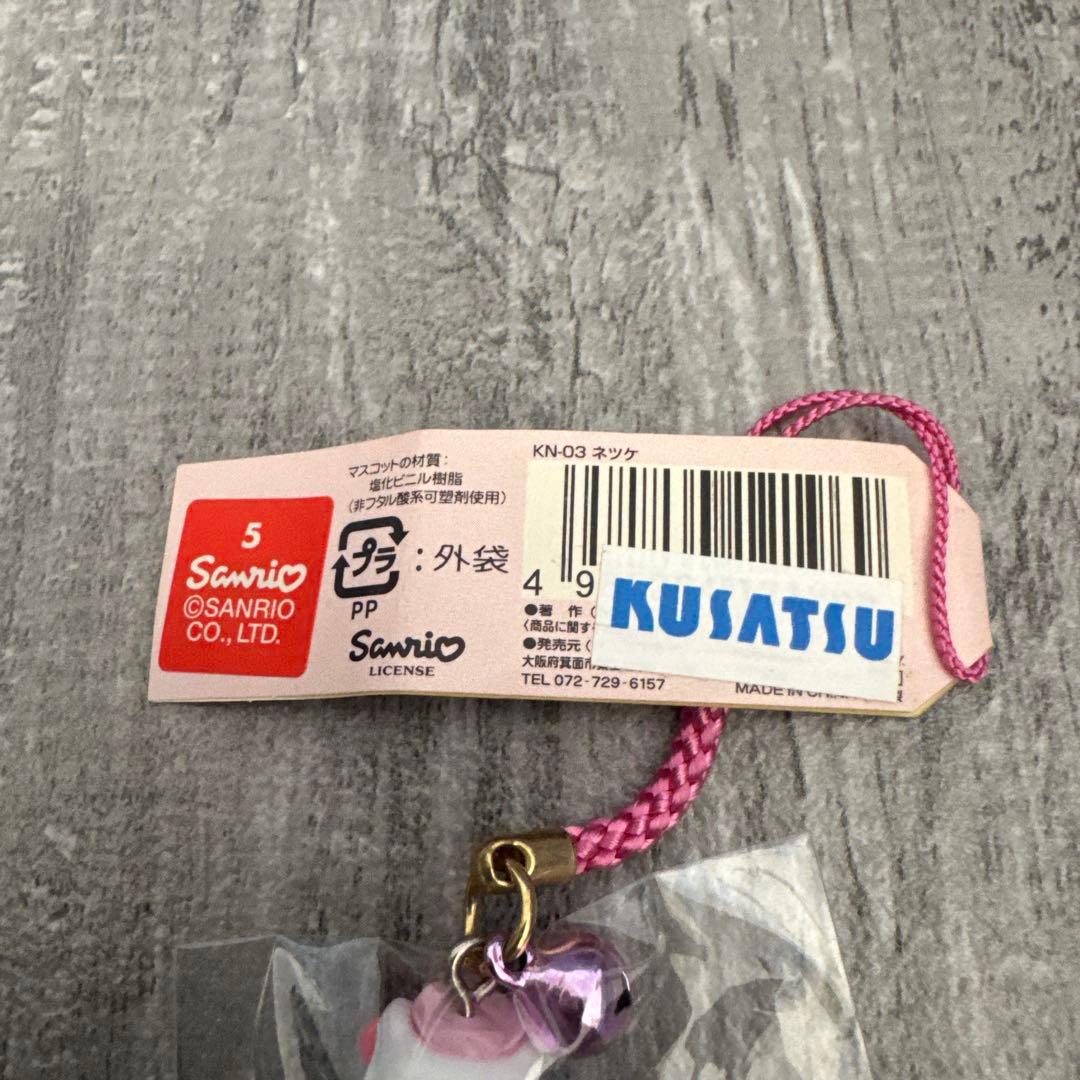 KN-03 ネツケ
マスコットの材質:
塩化ビニル樹脂
(非フタル酸系可塑剤使用)
5
Sanrio
©SANRIO
CO., LTD.
プラ
:外袋
PP
Sanrio
LICENSE
4 9
●著 作 (
(商品に関す
●発売元 (
大阪府箕面市
TEL 072-729-6157
MADE IN CHINA
KUSATSU